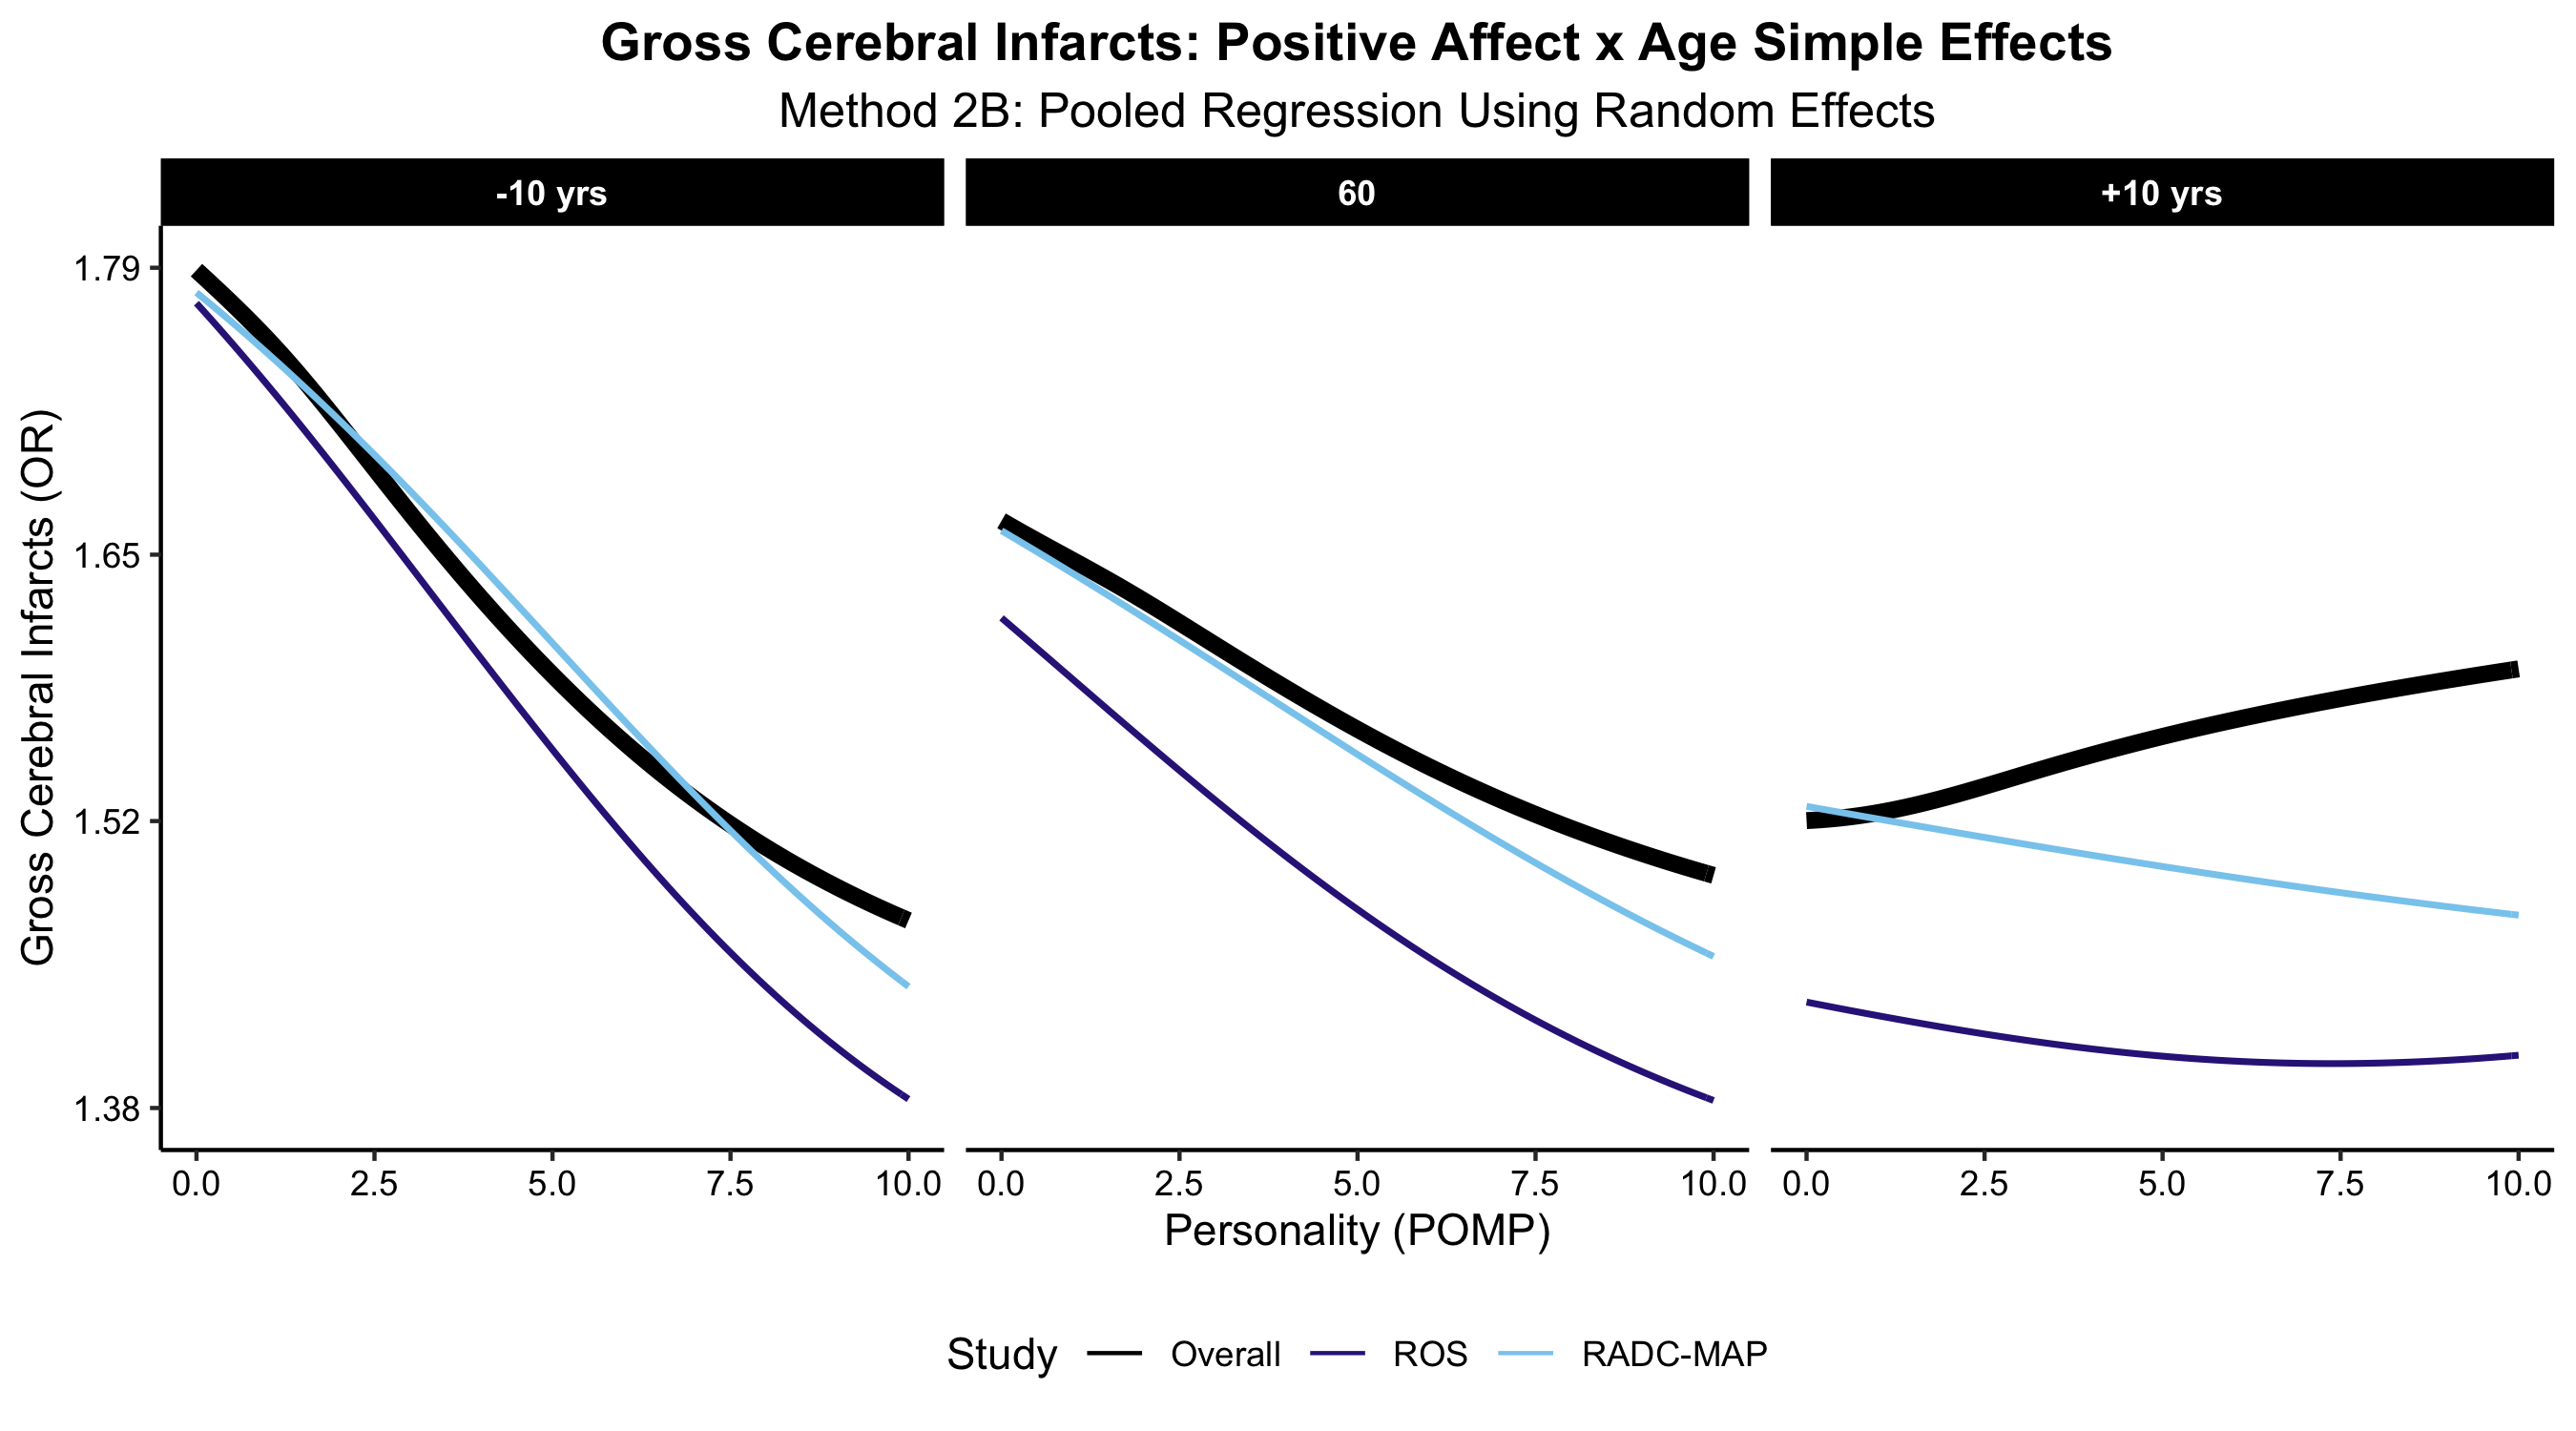 Gross Cerebral Infarcts: Positive Affect x Age Simple Effects
Method 2B: Pooled Regression Using Random Effects
-10 yrs
60
+10 yrs
Gross Cerebral Infarcts (OR)
1.79
1.65
1.52
1.38
0.0 2.5 5.0 7.5 10.0
0.0 2.5 5.0 7.5 10.0
0.0 2.5 5.0 7.5 10.0
Personality (POMP)
Study Overall ROS RADC-MAP